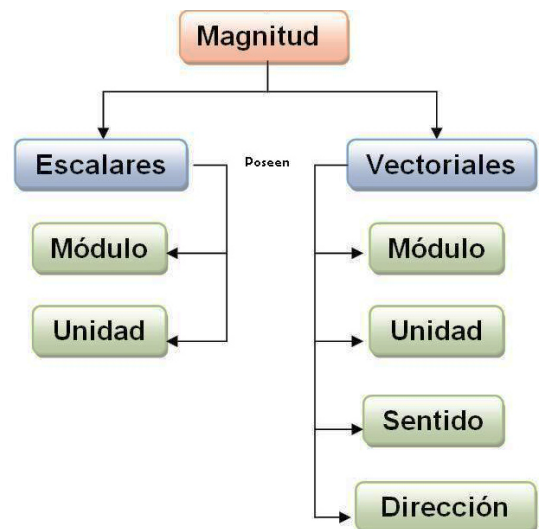 Magnitud
Escalares
Poseen
Vectoriales
Módulo
Unidad
Módulo
Unidad
Sentido
Dirección